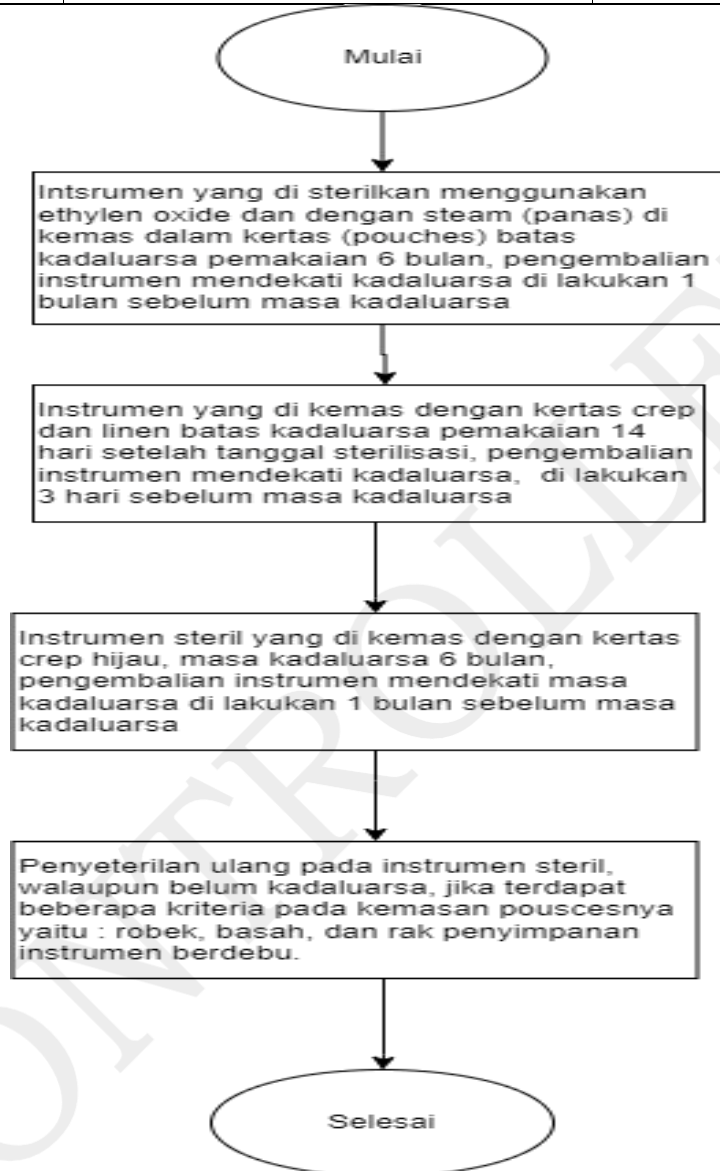 Mulai
Intsrumen yang di sterilkan menggunakan
ethylen oxide dan dengan steam (panas) di
kemas dalam kertas (pouches) batas
kadaluarsa pemakaian 6 bulan, pengembalian
instrumen mendekati kadaluarsa di lakukan 1
bulan sebelum masa kadaluarsa
Instrumen yang di kemas dengan kertas crep
dan linen batas kadaluarsa pemakaian 14
hari setelah tanggal sterilisasi, pengembalian
instrumen mendekati kadaluarsa, di lakukan
3 hari sebelum masa kadaluarsa
Instrumen steril yang di kemas dengan kertas
crep hijau, masa kadaluarsa 6 bulan,
pengembalian instrumen mendekati masa
kadaluarsa di lakukan 1 bulan sebelum masa
kadaluarsa
Penyeterilan ulang pada instrumen steril,
walaupun belum kadaluarsa, jika terdapat
beberapa kriteria pada kemasan pouscesnya
yaitu : robek, basah, dan rak penyimpanan
instrumen berdebu.
Selesai
ONTROLLE